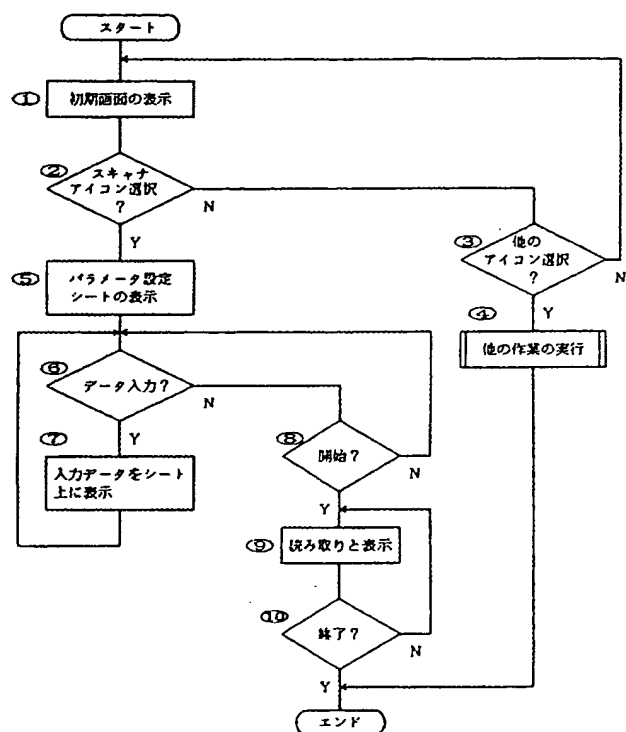 スタート
①
初期画面の表示
②
スキャナ
アイコン選択
?
N
Y
③
他の
アイコン選択
?
N
Y
④
他の作業の実行
⑤
パラメータ設定
シートの表示
⑥
データ入力?
N
Y
⑦
入力データをシート
上に表示
⑧
開始?
N
Y
⑨
読み取りと表示
⑩
終了?
N
Y
エンド